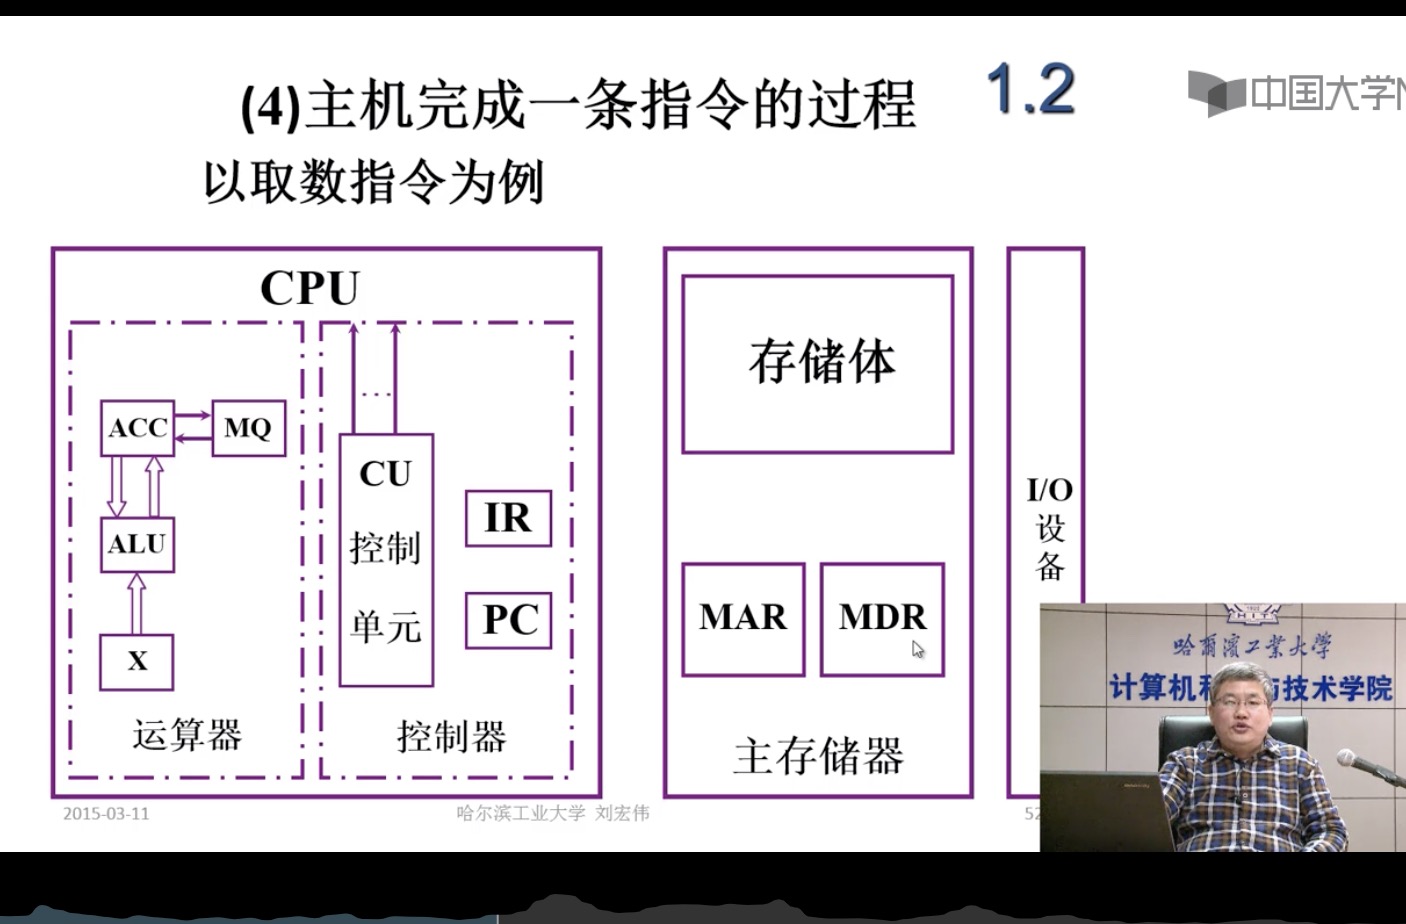 (4)主机完成一条指令的过程
1.2
中国大学M
以取数指令为例
CPU
ACC
MQ
ALU
X
运算器
CU
控制
单元
IR
PC
控制器
存储体
MAR
MDR
主存储器
I/O
设
备
2015-03-11
哈尔滨工业大学 刘宏伟
52
HIT
哈爾濱工業大學
计算机科 与技术学院